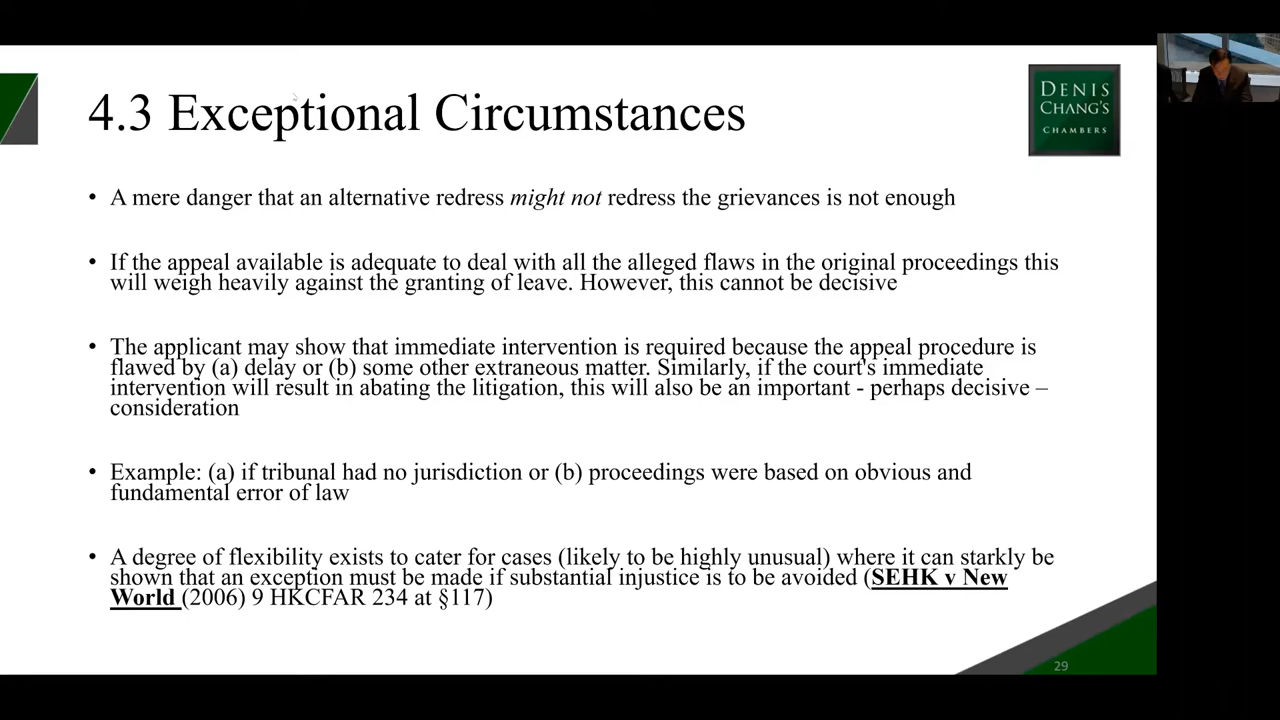 4.3 Exceptional Circumstances
DENIS
CHANG'S
CHAMBERS
• A mere danger that an alternative redress might not redress the grievances is not enough
• If the appeal available is adequate to deal with all the alleged flaws in the original proceedings this
will weigh heavily against the granting of leave. However, this cannot be decisive
• The applicant may show that immediate intervention is required because the appeal procedure is
flawed by (a) delay or (b) some other extraneous matter. Similarly, if the court's immediate
intervention will result in abating the litigation, this will also be an important - perhaps decisive –
consideration
• Example: (a) if tribunal had no jurisdiction or (b) proceedings were based on obvious and
fundamental error of law
• A degree of flexibility exists to cater for cases (likely to be highly unusual) where it can starkly be
shown that an exception must be made if substantial injustice is to be avoided (SEHK v New
World (2006) 9 HKCFAR 234 at §117)
29